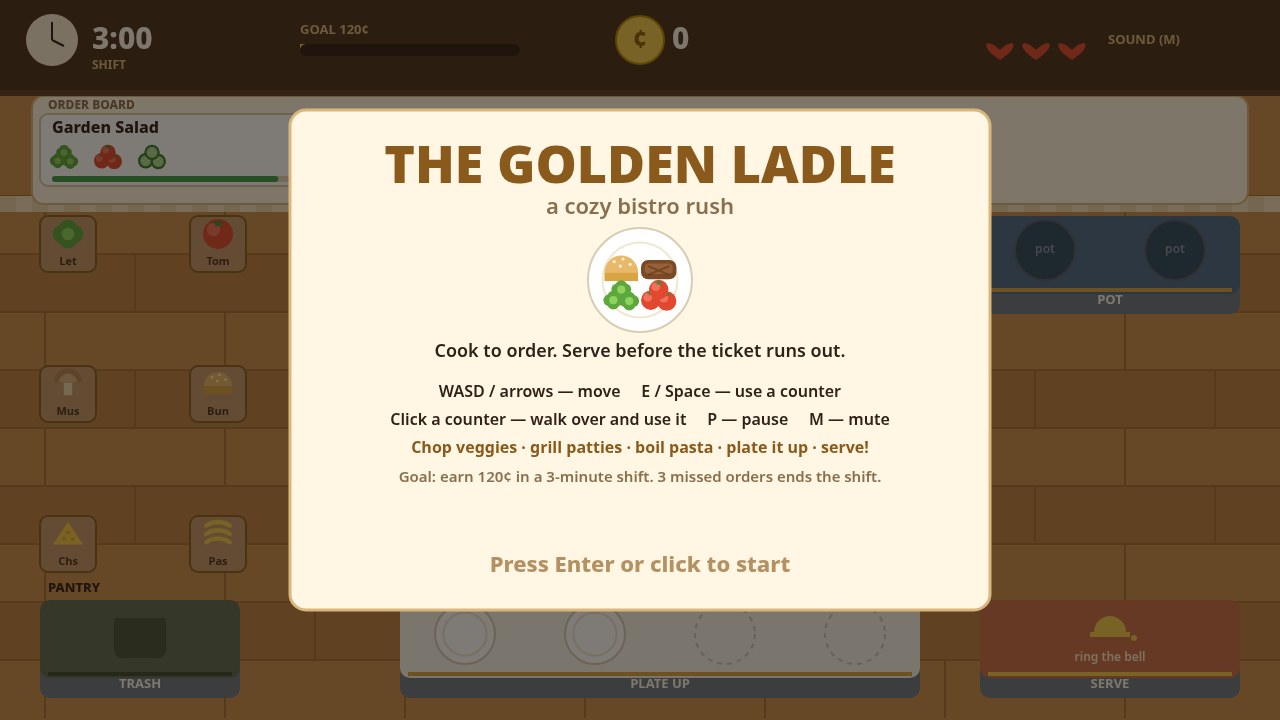 3:00
SHIFT
GOAL 120¢
¢ 0
SOUND (M)
ORDER BOARD
Garden Salad
THE GOLDEN LADLE
a cozy bistro rush
Let
Tom
pot
pot
POT
Cook to order. Serve before the ticket runs out.
WASD / arrows — move E / Space — use a counter
Click a counter — walk over and use it P — pause M — mute
Chop veggies · grill patties · boil pasta · plate it up · serve!
Goal: earn 120¢ in a 3-minute shift. 3 missed orders ends the shift.
Mus
Bun
Chs
Pas
Press Enter or click to start
PANTRY
TRASH
PLATE UP
ring the bell
SERVE